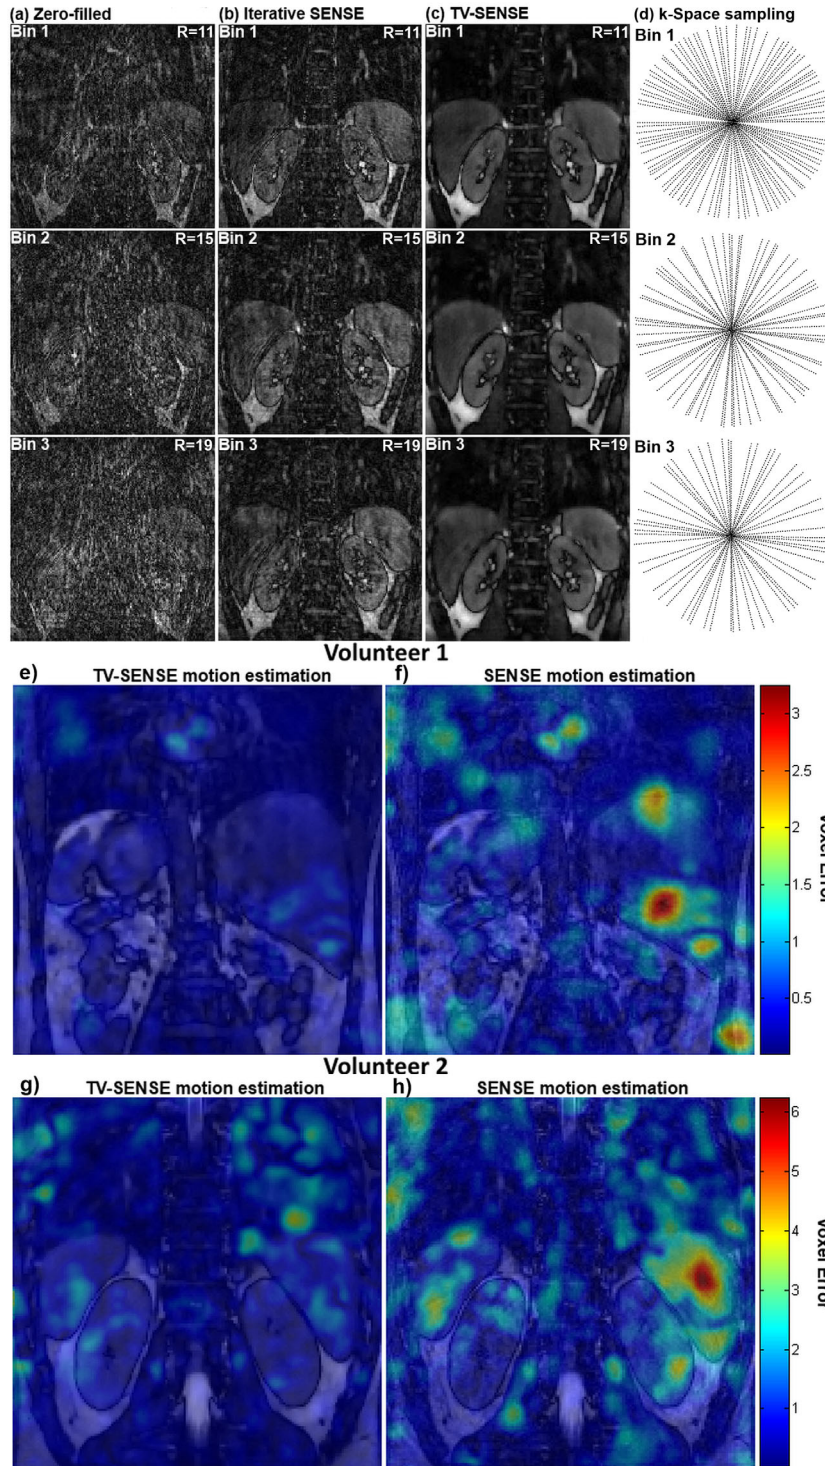 (a) Zero-filled (b) Iterative SENSE (c) TV-SENSE (d) k-Space sampling
Bin 1 R=11 Bin 1 R=11 Bin 1 R=11 Bin 1
Bin 2 R=15 Bin 2 R=15 Bin 2 R=15 Bin 2
Bin 3 R=19 Bin 3 R=19 Bin 3 R=19 Bin 3
Volunteer 1
e) TV-SENSE motion estimation f) SENSE motion estimation
3
2.5
2
1.5
1
0.5
Voxel Error
Volunteer 2
g) TV-SENSE motion estimation h) SENSE motion estimation
6
5
4
3
2
1
Voxel Error